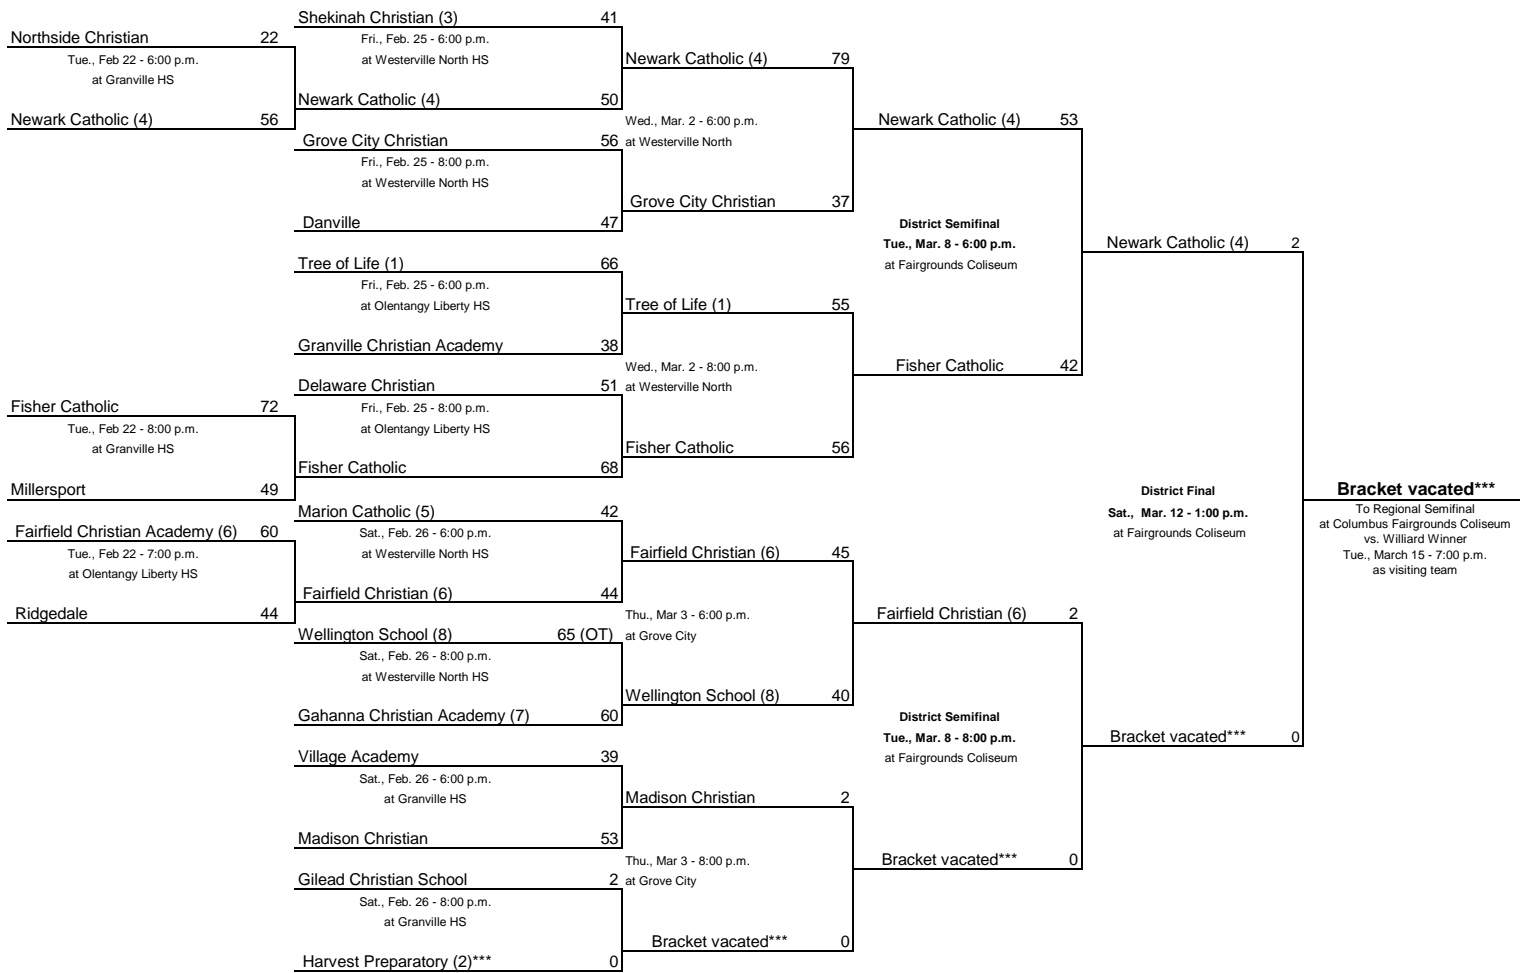 Northside Christian 22
Tue., Feb 22 - 6:00 p.m.
at Granville HS
Newark Catholic (4) 56
Fisher Catholic 72
Tue., Feb 22 - 8:00 p.m.
at Granville HS
Millersport 49
Fairfield Christian Academy (6) 60
Tue., Feb 22 - 7:00 p.m.
at Olentangy Liberty HS
Ridgedale 44
Shekinah Christian (3) 41
Fri., Feb. 25 - 6:00 p.m.
at Westerville North HS
Newark Catholic (4) 50
Grove City Christian 56
Fri., Feb. 25 - 8:00 p.m.
at Westerville North HS
Danville 47
Tree of Life (1) 66
Fri., Feb. 25 - 6:00 p.m.
at Olentangy Liberty HS
Granville Christian Academy 38
Delaware Christian 51
Fri., Feb. 25 - 8:00 p.m.
at Olentangy Liberty HS
Fisher Catholic 68
Marion Catholic (5) 42
Sat., Feb. 26 - 6:00 p.m.
at Westerville North HS
Fairfield Christian (6) 44
Wellington School (8) 65 (OT)
Sat., Feb. 26 - 8:00 p.m.
at Westerville North HS
Gahanna Christian Academy (7) 60
Village Academy 39
Sat., Feb. 26 - 6:00 p.m.
at Granville HS
Madison Christian 53
Gilead Christian School 2
Sat., Feb. 26 - 8:00 p.m.
at Granville HS
Harvest Preparatory (2)*** 0
Newark Catholic (4) 79
Wed., Mar. 2 - 6:00 p.m.
at Westerville North
Grove City Christian 37
Tree of Life (1) 55
Wed., Mar. 2 - 8:00 p.m.
at Westerville North
Fisher Catholic 56
Fairfield Christian (6) 45
Thu., Mar 3 - 6:00 p.m.
at Grove City
Wellington School (8) 40
Madison Christian 2
Thu., Mar 3 - 8:00 p.m.
at Grove City
Bracket vacated*** 0
Newark Catholic (4) 53
District Semifinal
Tue., Mar. 8 - 6:00 p.m.
at Fairgrounds Coliseum
Fisher Catholic 42
Fairfield Christian (6) 2
District Semifinal
Tue., Mar. 8 - 8:00 p.m.
at Fairgrounds Coliseum
Bracket vacated*** 0
Newark Catholic (4) 2
District Final
Sat., Mar. 12 - 1:00 p.m.
at Fairgrounds Coliseum
Bracket vacated*** 0
Bracket vacated***
To Regional Semifinal
at Columbus Fairgrounds Coliseum
vs. Williard Winner
Tue., March 15 - 7:00 p.m.
as visiting team